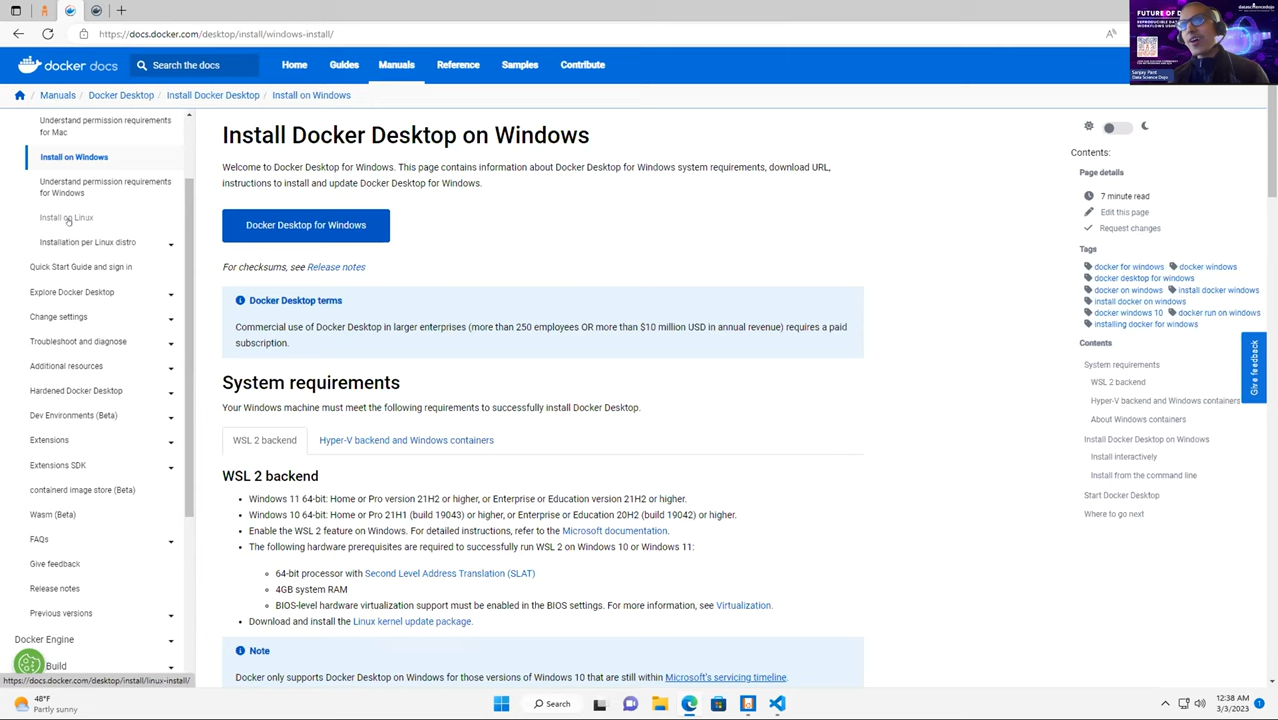 https://docs.docker.com/desktop/install/windows-install/
docker docs
Search the docs
Home
Guides
Manuals
Reference
Samples
Contribute
datasciencedojo
FUTURE OF D
REPRODUCIBLE DAT
WORKFLOWS USIN
Sanjay Pant
Data Science Dojo
Manuals
Docker Desktop
Install Docker Desktop
Install on Windows
Understand permission requirements
for Mac
Install on Windows
Understand permission requirements
for Windows
Install on Linux
Installation per Linux distro
Quick Start Guide and sign in
Explore Docker Desktop
Change settings
Troubleshoot and diagnose
Additional resources
Hardened Docker Desktop
Dev Environments (Beta)
Extensions
Extensions SDK
containerd image store (Beta)
Wasm (Beta)
FAQs
Give feedback
Release notes
Previous versions
Docker Engine
Build
https://docs.docker.com/desktop/install/linux-install/
Install Docker Desktop on Windows
Welcome to Docker Desktop for Windows. This page contains information about Docker Desktop for Windows system requirements, download URL,
instructions to install and update Docker Desktop for Windows.
Docker Desktop for Windows
For checksums, see Release notes
Docker Desktop terms
Commercial use of Docker Desktop in larger enterprises (more than 250 employees OR more than $10 million USD in annual revenue) requires a paid
subscription.
System requirements
Your Windows machine must meet the following requirements to successfully install Docker Desktop.
WSL 2 backend
Hyper-V backend and Windows containers
WSL 2 backend
• Windows 11 64-bit: Home or Pro version 21H2 or higher, or Enterprise or Education version 21H2 or higher.
• Windows 10 64-bit: Home or Pro 21H1 (build 19043) or higher, or Enterprise or Education 20H2 (build 19042) or higher.
• Enable the WSL 2 feature on Windows. For detailed instructions, refer to the Microsoft documentation.
• The following hardware prerequisites are required to successfully run WSL 2 on Windows 10 or Windows 11:
◦ 64-bit processor with Second Level Address Translation (SLAT)
◦ 4GB system RAM
◦ BIOS-level hardware virtualization support must be enabled in the BIOS settings. For more information, see Virtualization.
• Download and install the Linux kernel update package.
Note
Docker only supports Docker Desktop on Windows for those versions of Windows 10 that are still within Microsoft's servicing timeline.
Contents:
Page details
7 minute read
Edit this page
Request changes
Tags
docker for windows
docker windows
docker desktop for windows
docker on windows
install docker windows
install docker on windows
docker windows 10
docker run on windows
installing docker for windows
Contents
System requirements
WSL 2 backend
Hyper-V backend and Windows containers
About Windows containers
Install Docker Desktop on Windows
Install interactively
Install from the command line
Start Docker Desktop
Where to go next
Give feedback
48°F
Partly sunny
Search
12:38 AM
3/3/2023
1